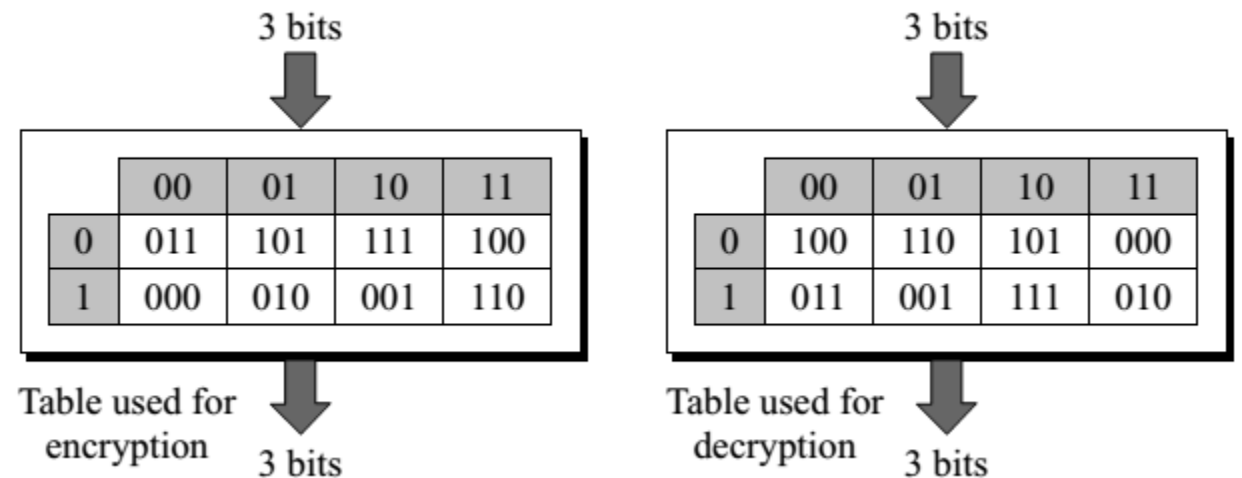 3 bits
00 01 10 11
0 011 101 111 100
1 000 010 001 110
Table used for
encryption
3 bits
3 bits
00 01 10 11
0 100 110 101 000
1 011 001 111 010
Table used for
decryption
3 bits